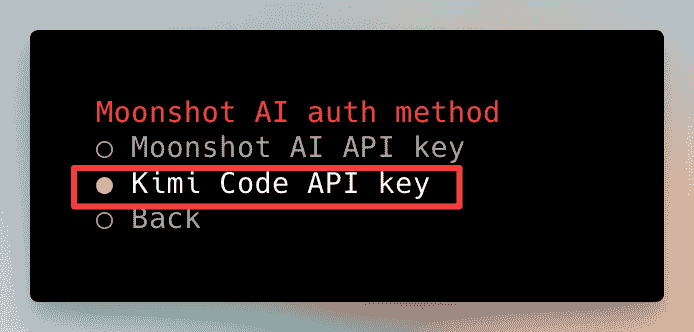 Moonshot AI auth method
○ Moonshot AI API key
● Kimi Code API key
○ Back